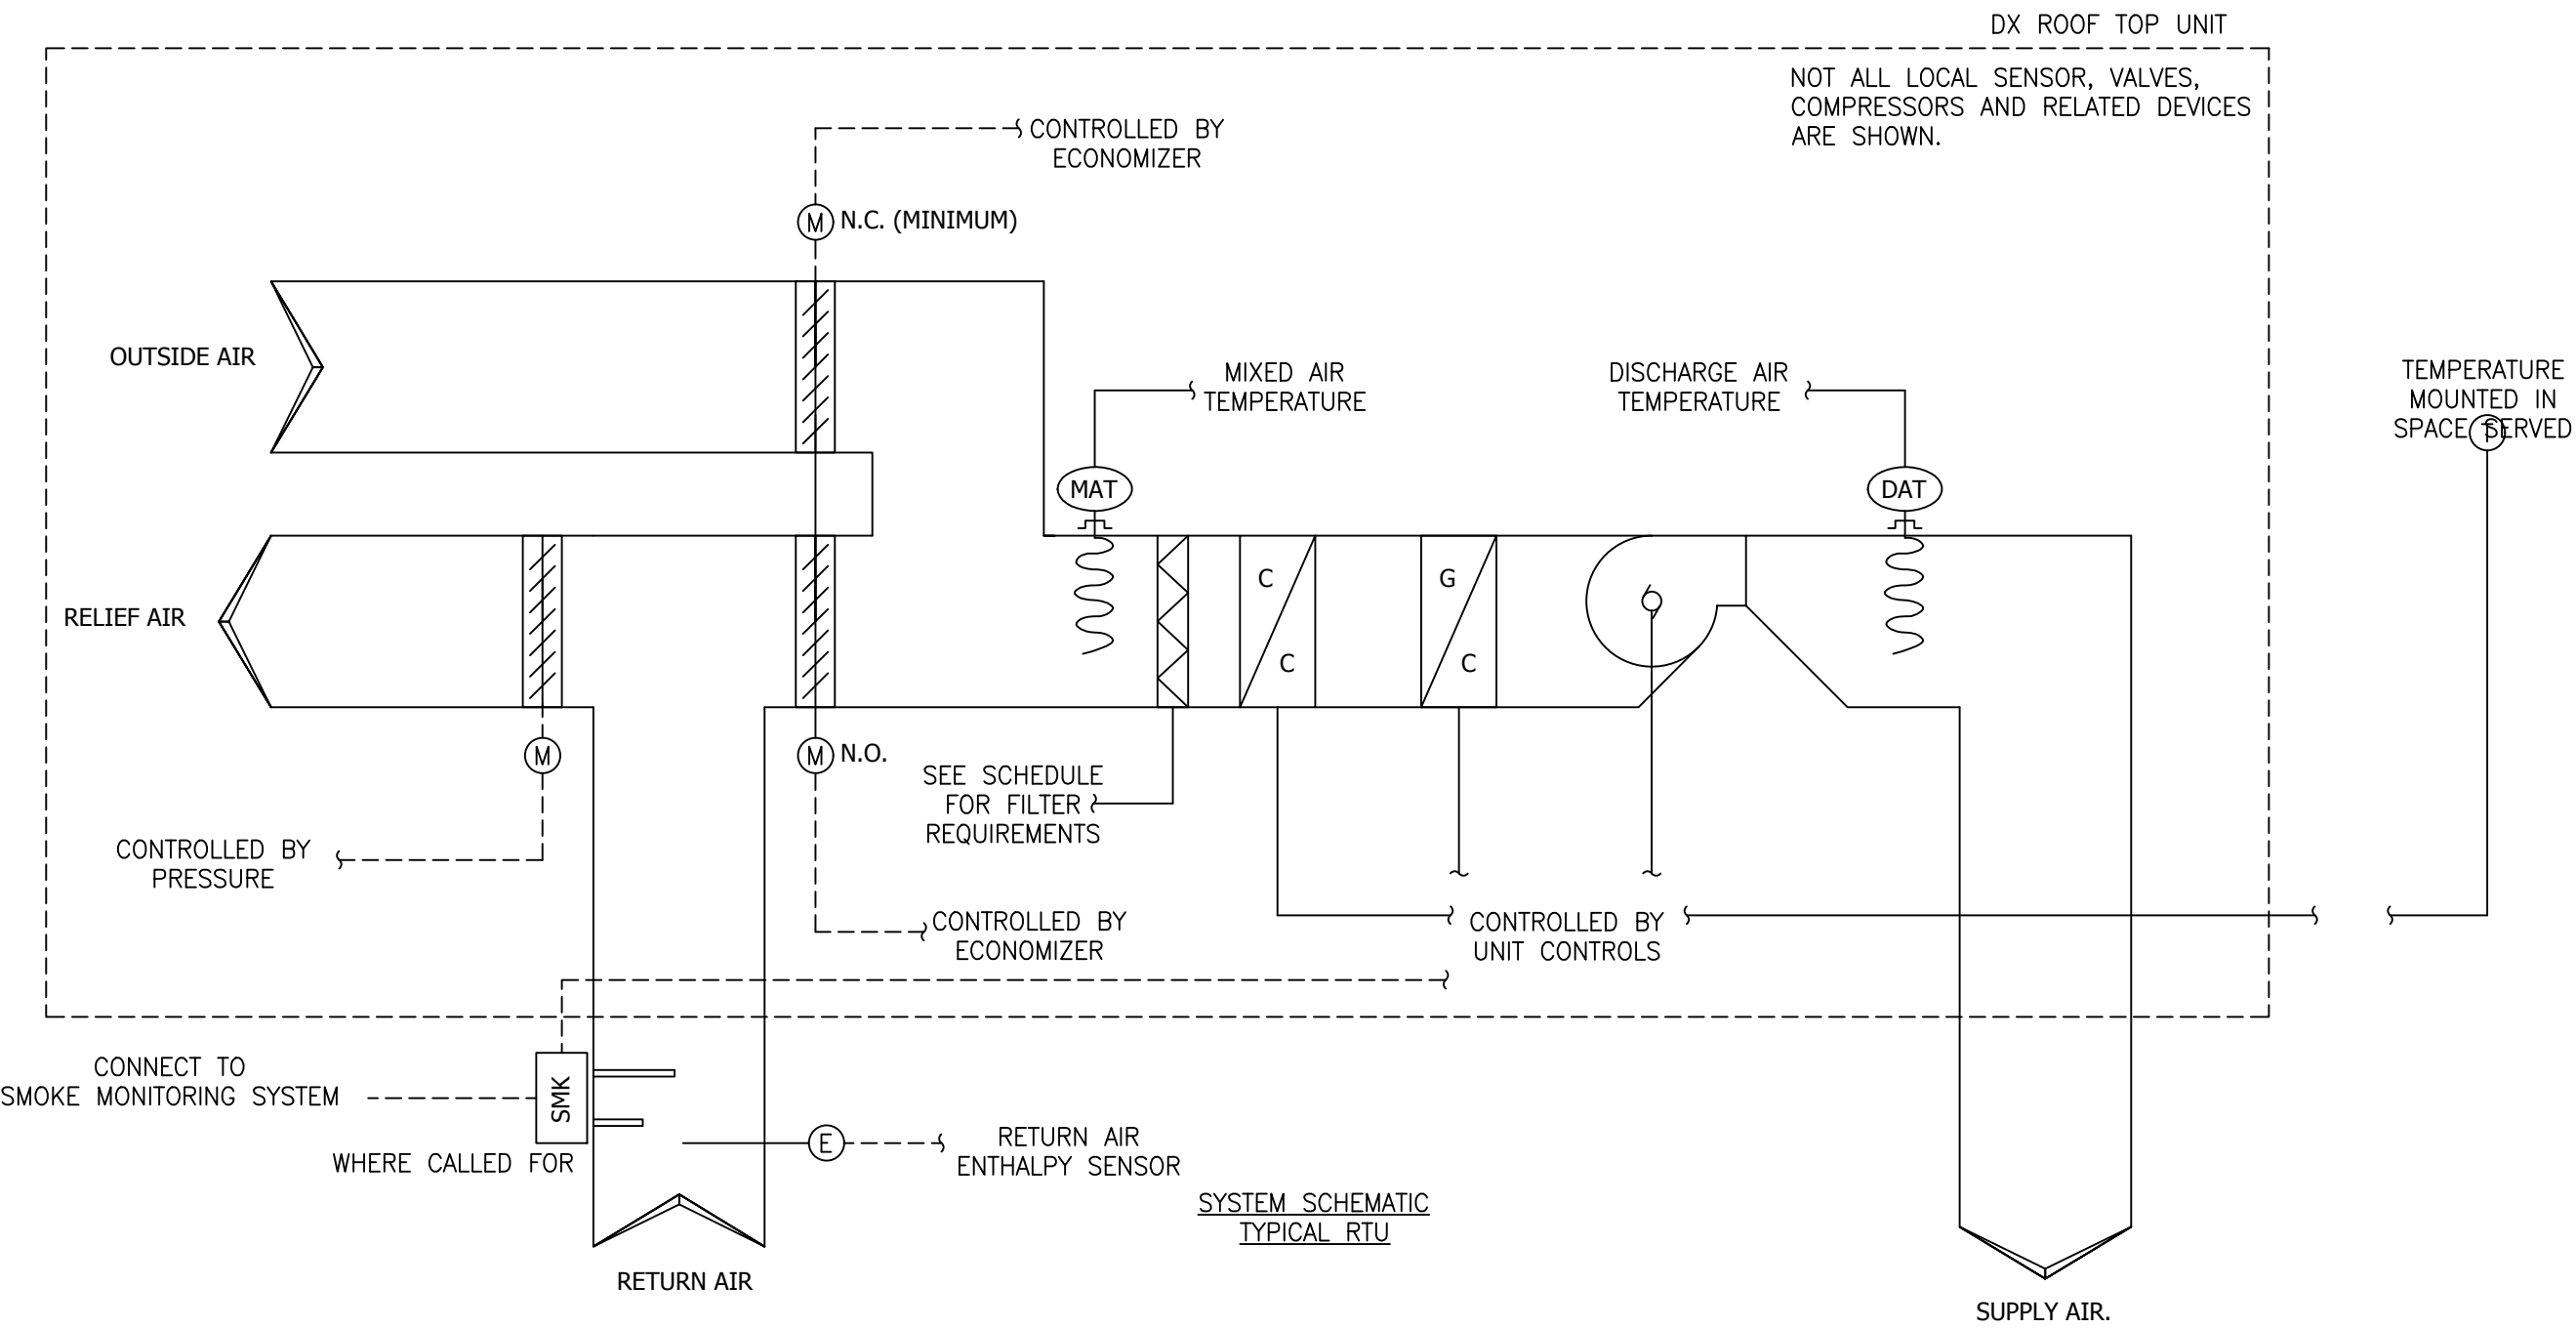 DX ROOF TOP UNIT
NOT ALL LOCAL SENSOR, VALVES,
COMPRESSORS AND RELATED DEVICES
ARE SHOWN.
CONTROLLED BY
ECONOMIZER
M
N.C. (MINIMUM)
OUTSIDE AIR
MIXED AIR
TEMPERATURE
DISCHARGE AIR
TEMPERATURE
TEMPERATURE
MOUNTED IN
SPACE SERVED
T
MAT
DAT
C
C
G
C
RELIEF AIR
M
M
N.O.
SEE SCHEDULE
FOR FILTER
REQUIREMENTS
CONTROLLED BY
PRESSURE
CONTROLLED BY
ECONOMIZER
CONTROLLED BY
UNIT CONTROLS
CONNECT TO
SMOKE MONITORING SYSTEM
SMK
WHERE CALLED FOR
E
RETURN AIR
ENTHALPY SENSOR
SYSTEM SCHEMATIC
TYPICAL RTU
RETURN AIR
SUPPLY AIR.